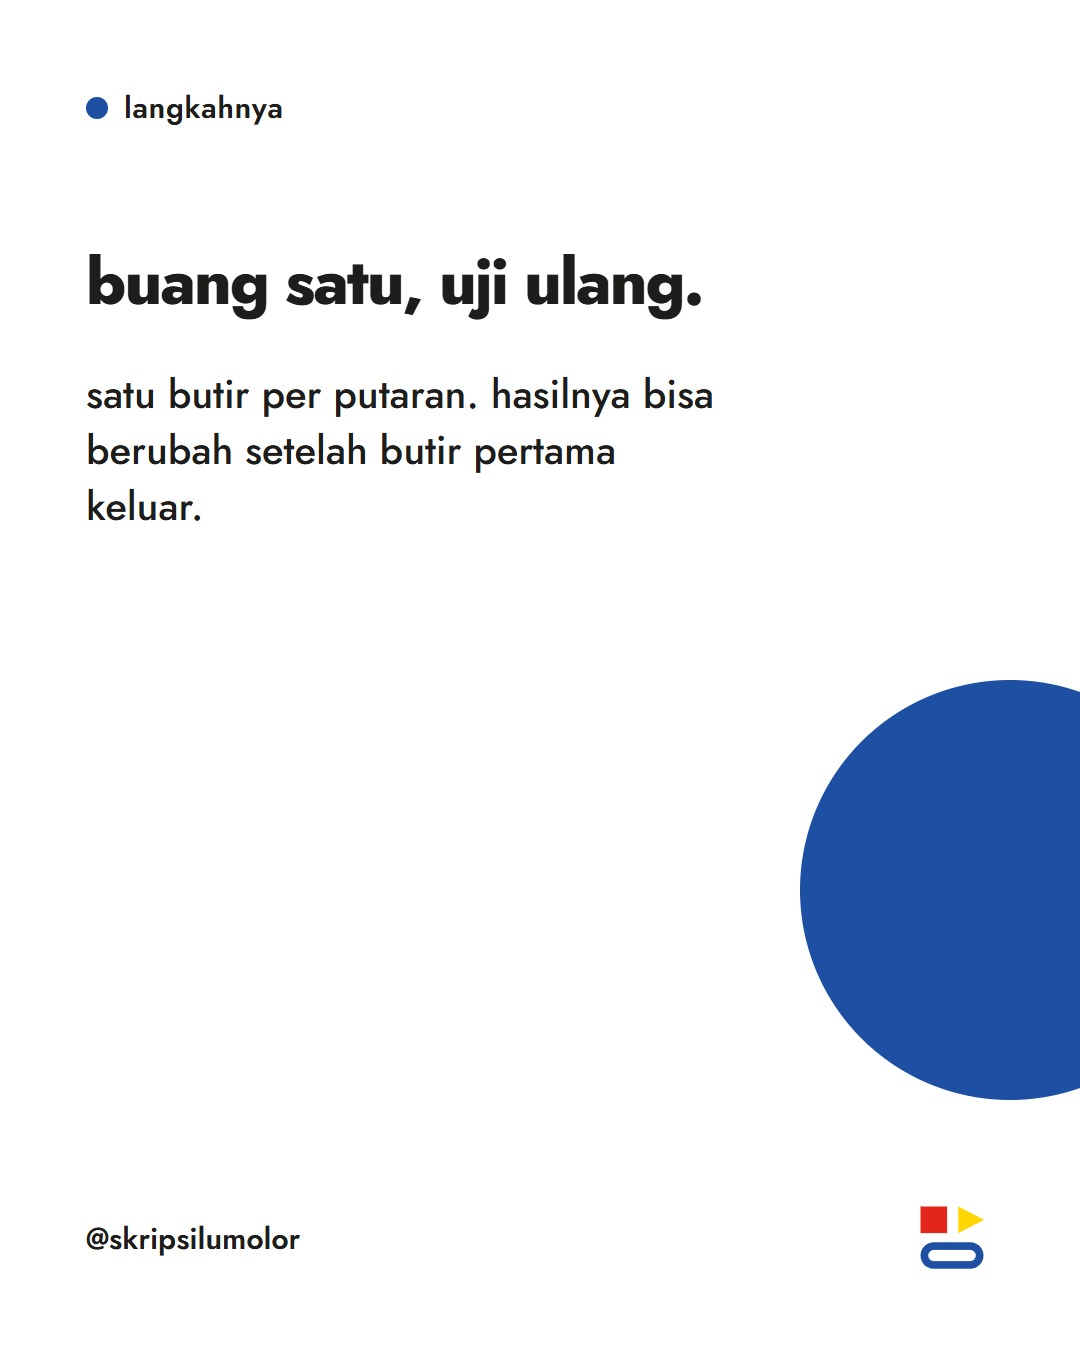 langkahnya
buang satu, uji ulang.
satu butir per putaran. hasilnya bisa
berubah setelah butir pertama
keluar.
@skripsilumolor